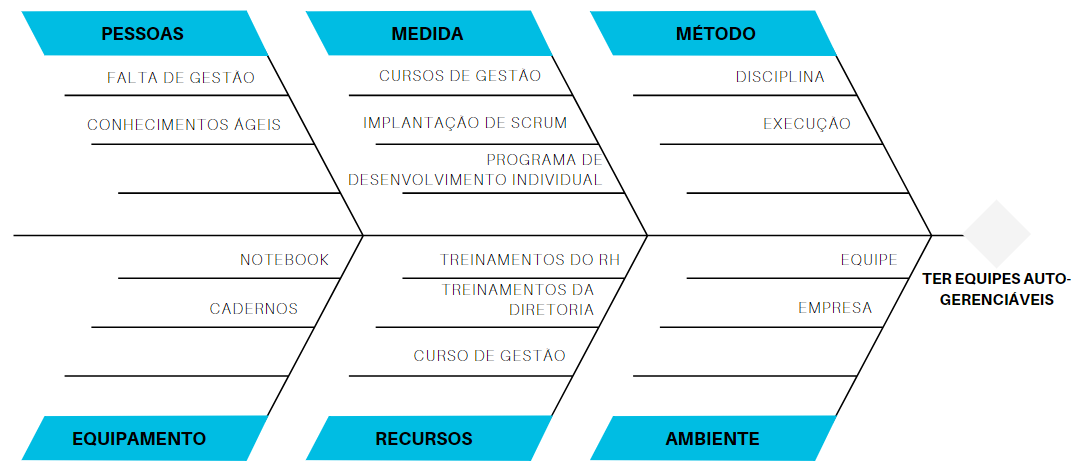 PESSOAS
MEDIDA
MÉTODO
FALTA DE GESTÃO
CURSOS DE GESTÃO
DISCIPLINA
CONHECIMENTOS ÁGEIS
IMPLANTAÇÃO DE SCRUM
EXECUÇÃO
PROGRAMA DE
DESENVOLVIMENTO INDIVIDUAL
NOTEBOOK
TREINAMENTOS DO RH
EQUIPE
TER EQUIPES AUTO-
GERENCIÁVEIS
CADERNOS
TREINAMENTOS DA
DIRETORIA
EMPRESA
CURSO DE GESTÃO
EQUIPAMENTO
RECURSOS
AMBIENTE